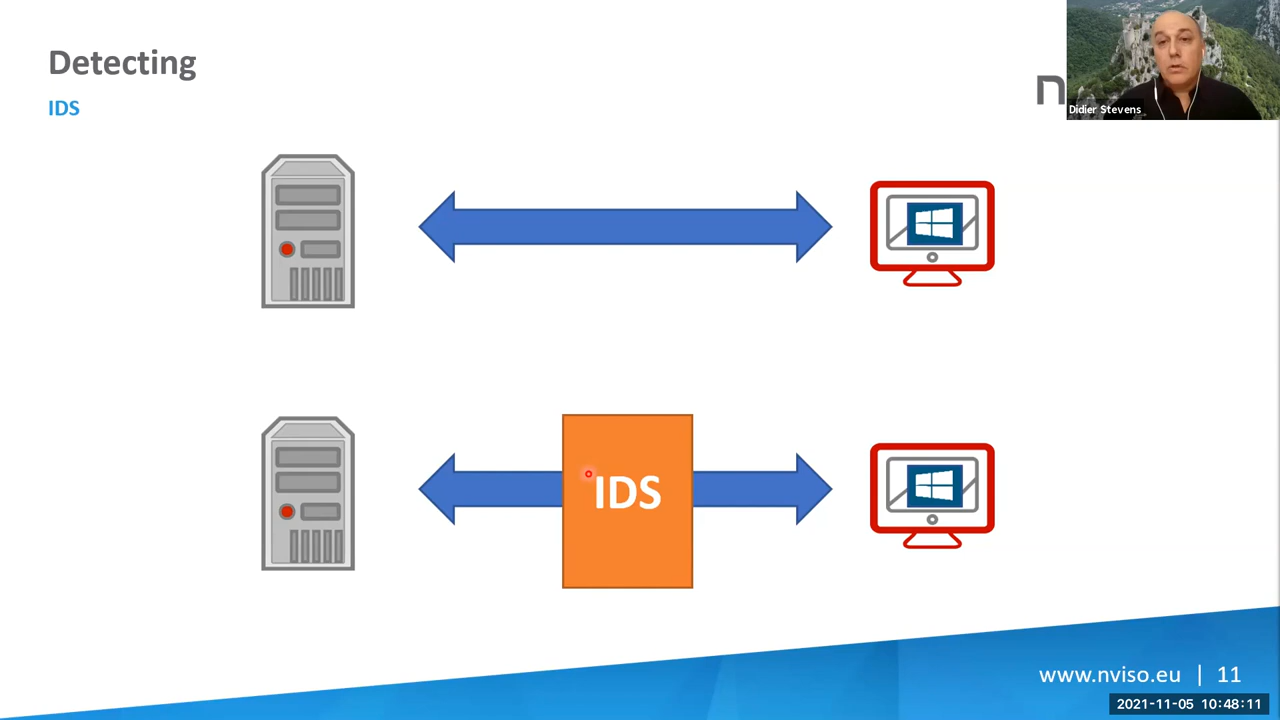 Detecting
IDS
n
Didier Stevens
IDS
www.nviso.eu | 11
2021-11-05 10:48:11